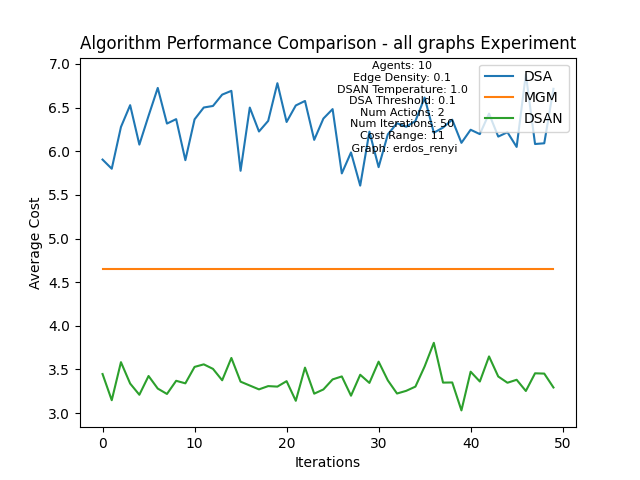 Algorithm Performance Comparison - all graphs Experiment
Agents: 10
Edge Density: 0.1
DSAN Temperature: 1.0
DSA Threshold: 0.1
Num Actions: 2
Num Iterations: 50
Cost Range: 11
Graph: erdos_renyi
DSA
MGM
DSAN
7.0
6.5
6.0
5.5
5.0
4.5
4.0
3.5
3.0
Average Cost
0 10 20 30 40 50
Iterations